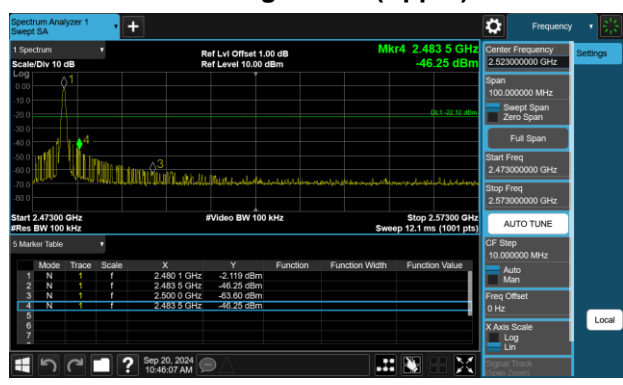 Spectrum Analyzer 1
Swept SA
+
Frequency
1 Spectrum
Scale/Div 10 dB
Ref Lvl Offset 1.00 dB
Ref Level 10.00 dBm
Mkr4 2.483 5 GHz
-46.25 dBm
Log
0.00
-10.0
-20.0
-30.0
-40.0
-50.0
-60.0
-70.0
-80.0
1
4
3
DL1 -22.12 dBm
Start 2.47300 GHz
#Res BW 100 kHz
#Video BW 100 kHz
Stop 2.57300 GHz
Sweep 12.1 ms (1001 pts)
5 Marker Table
Mode Trace Scale X Y Function Function Width Function Value
1 N 1 f 2.480 1 GHz -2.119 dBm
2 N 1 f 2.483 5 GHz -46.25 dBm
3 N 1 f 2.500 0 GHz -63.60 dBm
4 N 1 f 2.483 5 GHz -46.25 dBm
5
6
7
?
Sep 20, 2024
10:46:07 AM
Center Frequency
2.523000000 GHz
Settings
Span
100.000000 MHz
Swept Span
Zero Span
Full Span
Start Freq
2.473000000 GHz
Stop Freq
2.573000000 GHz
AUTO TUNE
CF Step
10.000000 MHz
Auto
Man
Freq Offset
0 Hz
X Axis Scale
Log
Lin
Local
Signal Track
(Span Zoom)